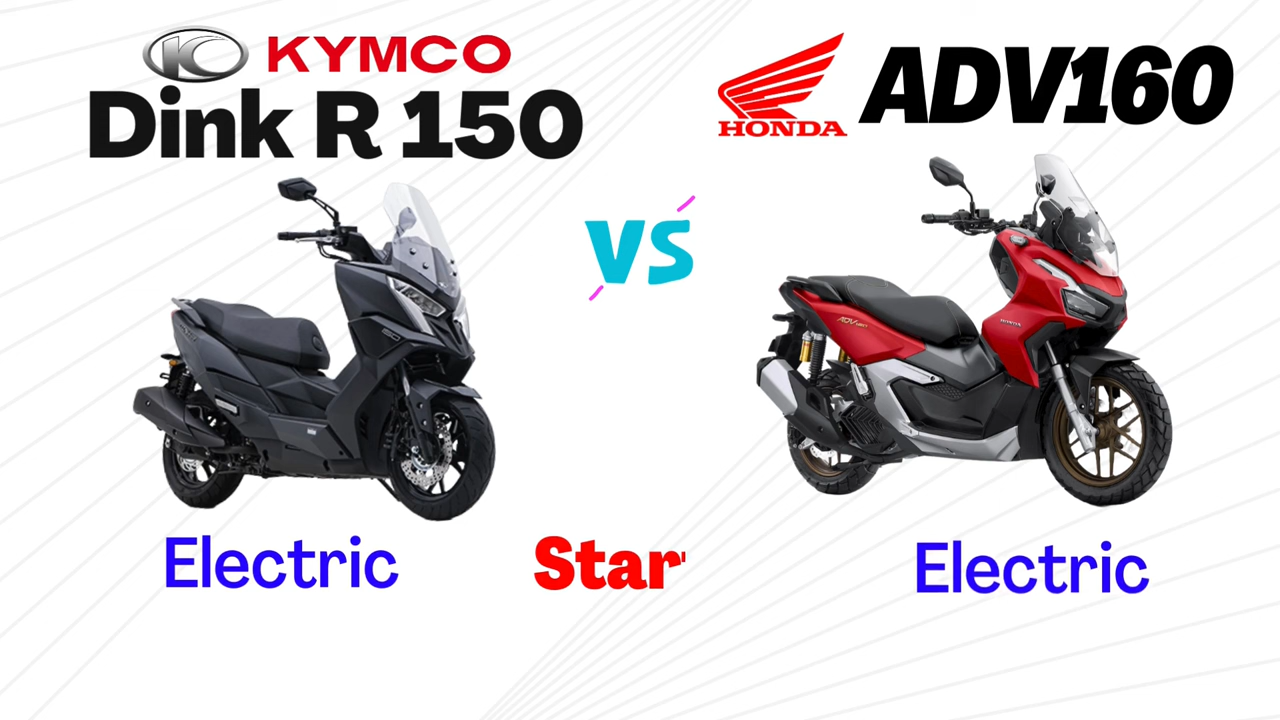 KYMCO
Dink R 150
HONDA
ADV160
VS
Electric
Star
Electric